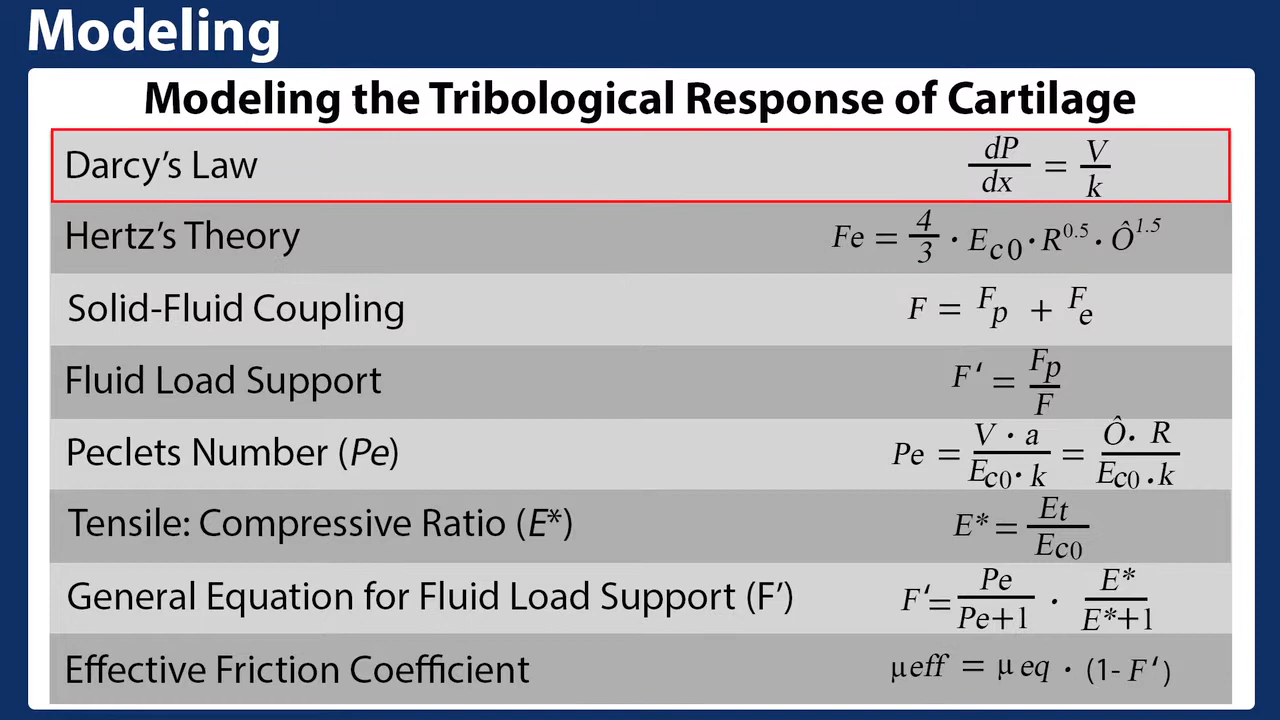 Modeling
Modeling the Tribological Response of Cartilage
Darcy’s Law dP/dx = V/k
Hertz’s Theory Fe = 4/3 · Ec0 · R^0.5 · Ô^1.5
Solid-Fluid Coupling F = Fp + Fe
Fluid Load Support F‘ = Fp/F
Peclets Number (Pe) Pe = V · a/Ec0 · k = Ô · R/Ec0 . k
Tensile: Compressive Ratio (E*) E* = Et/Ec0
General Equation for Fluid Load Support (F’) F‘= Pe/Pe+1 · E*/E*+1
Effective Friction Coefficient μeff = μeq · (1- F‘)